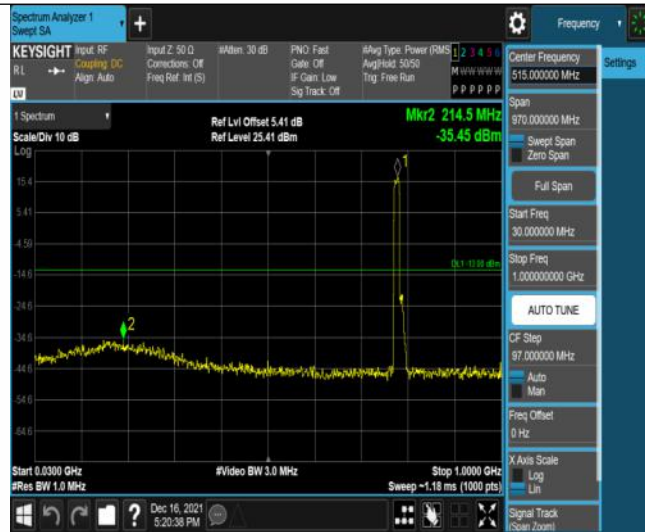 Spectrum Analyzer 1
Swept SA
+
Frequency
KEYSIGHT
Input: RF
Coupling: DC
Align: Auto
Input Z: 50 Ω
Corrections: Off
Freq Ref: Int (S)
#Atten: 30 dB
PNO: Fast
Gate: Off
IF Gain: Low
Sig Track: Off
#Avg Type: Power (RMS
Avg|Hold: 50/50
Trig: Free Run
1 2 3 4 5 6
M W W W W W
P P P P P P
RL
LVI
1 Spectrum
Scale/Div 10 dB
Log
Ref Lvl Offset 5.41 dB
Ref Level 25.41 dBm
Mkr2 214.5 MHz
-35.45 dBm
1
15.4
5.41
-4.59
DL1 -13.00 dBm
-14.6
-24.6
2
-34.6
-44.6
-54.6
-64.6
Start 0.0300 GHz
#Video BW 3.0 MHz
Stop 1.0000 GHz
#Res BW 1.0 MHz
Sweep ~1.18 ms (1000 pts)
?
Dec 16, 2021
5:20:38 PM
Center Frequency
515.000000 MHz
Settings
Span
970.000000 MHz
Swept Span
Zero Span
Full Span
Start Freq
30.000000 MHz
Stop Freq
1.000000000 GHz
AUTO TUNE
CF Step
97.000000 MHz
Auto
Man
Freq Offset
0 Hz
X Axis Scale
Log
Lin
Signal Track
(Span Zoom)